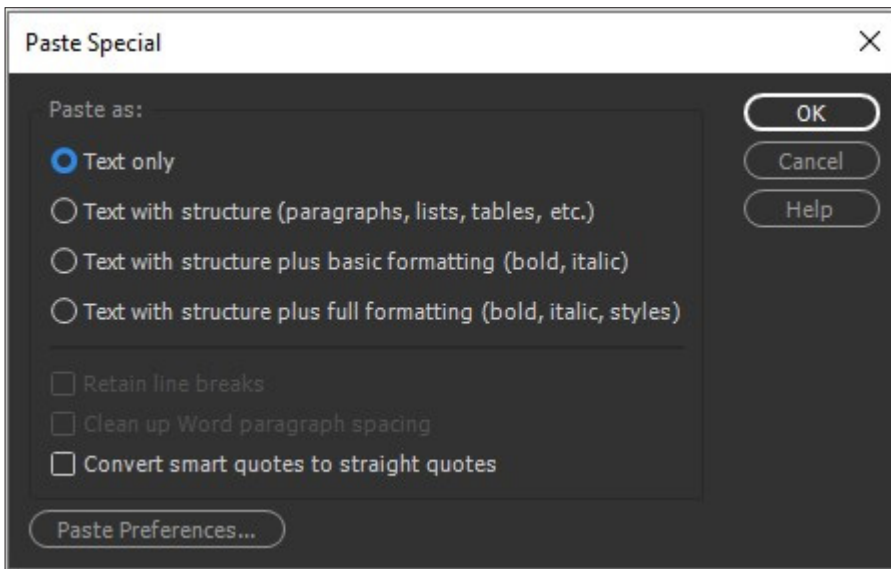 Paste Special
Paste as:
Text only
Text with structure (paragraphs, lists, tables, etc.)
Text with structure plus basic formatting (bold, italic)
Text with structure plus full formatting (bold, italic, styles)
Retain line breaks
Clean up Word paragraph spacing
Convert smart quotes to straight quotes
Paste Preferences...
OK
Cancel
Help